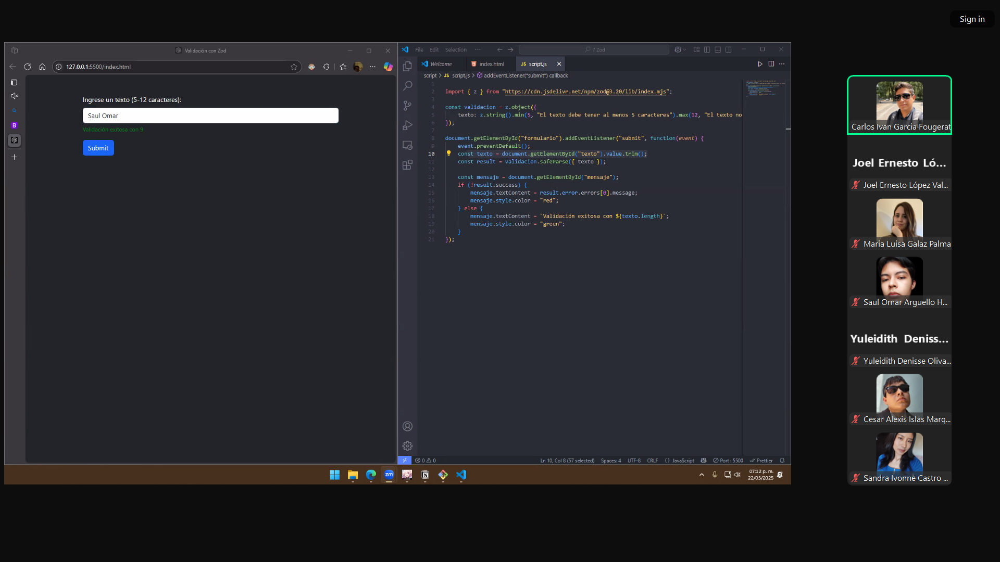 Sign in
Validación con Zod
127.0.0.1:5500/index.html
Ingrese un texto (5-12 caracteres):
Saul Omar
Validación exitosa con 9
Submit
File Edit Selection ···
7 Zod
Welcome
index.html
JS script.js
script > JS script.js > addEventListener("submit") callback
1
2 import { z } from "https://cdn.jsdelivr.net/npm/zod@3.20/lib/index.mjs";
3
4 const validacion = z.object({
5 texto: z.string().min(5, "El texto debe tener al menos 5 caracteres").max(12, "El texto no
6 });
7
8 document.getElementById("formulario").addEventListener("submit", function(event) {
9 event.preventDefault();
10 const texto = document.getElementById("texto").value.trim();
11 const result = validacion.safeParse({ texto });
12
13 const mensaje = document.getElementById("mensaje");
14 if (!result.success) {
15 mensaje.textContent = result.error.errors[0].message;
16 mensaje.style.color = "red";
17 } else {
18 mensaje.textContent = `Validación exitosa con ${texto.length}`;
19 mensaje.style.color = "green";
20 }
21 });
0 0
Ln 10, Col 8 (57 selected) Spaces: 4 UTF-8 CRLF {} JavaScript Port : 5500 Prettier
zm
07:12 p. m.
22/05/2025
Carlos Ivan Garcia Fougerat
Joel Ernesto Ló...
Joel Ernesto López Val...
Maria Luisa Galaz Palma
Saul Omar Arguello H...
Yuleidith Deniss...
Yuleidith Denisse Oliva...
Cesar Alexis Islas Marq...
Sandra Ivonne Castro ...